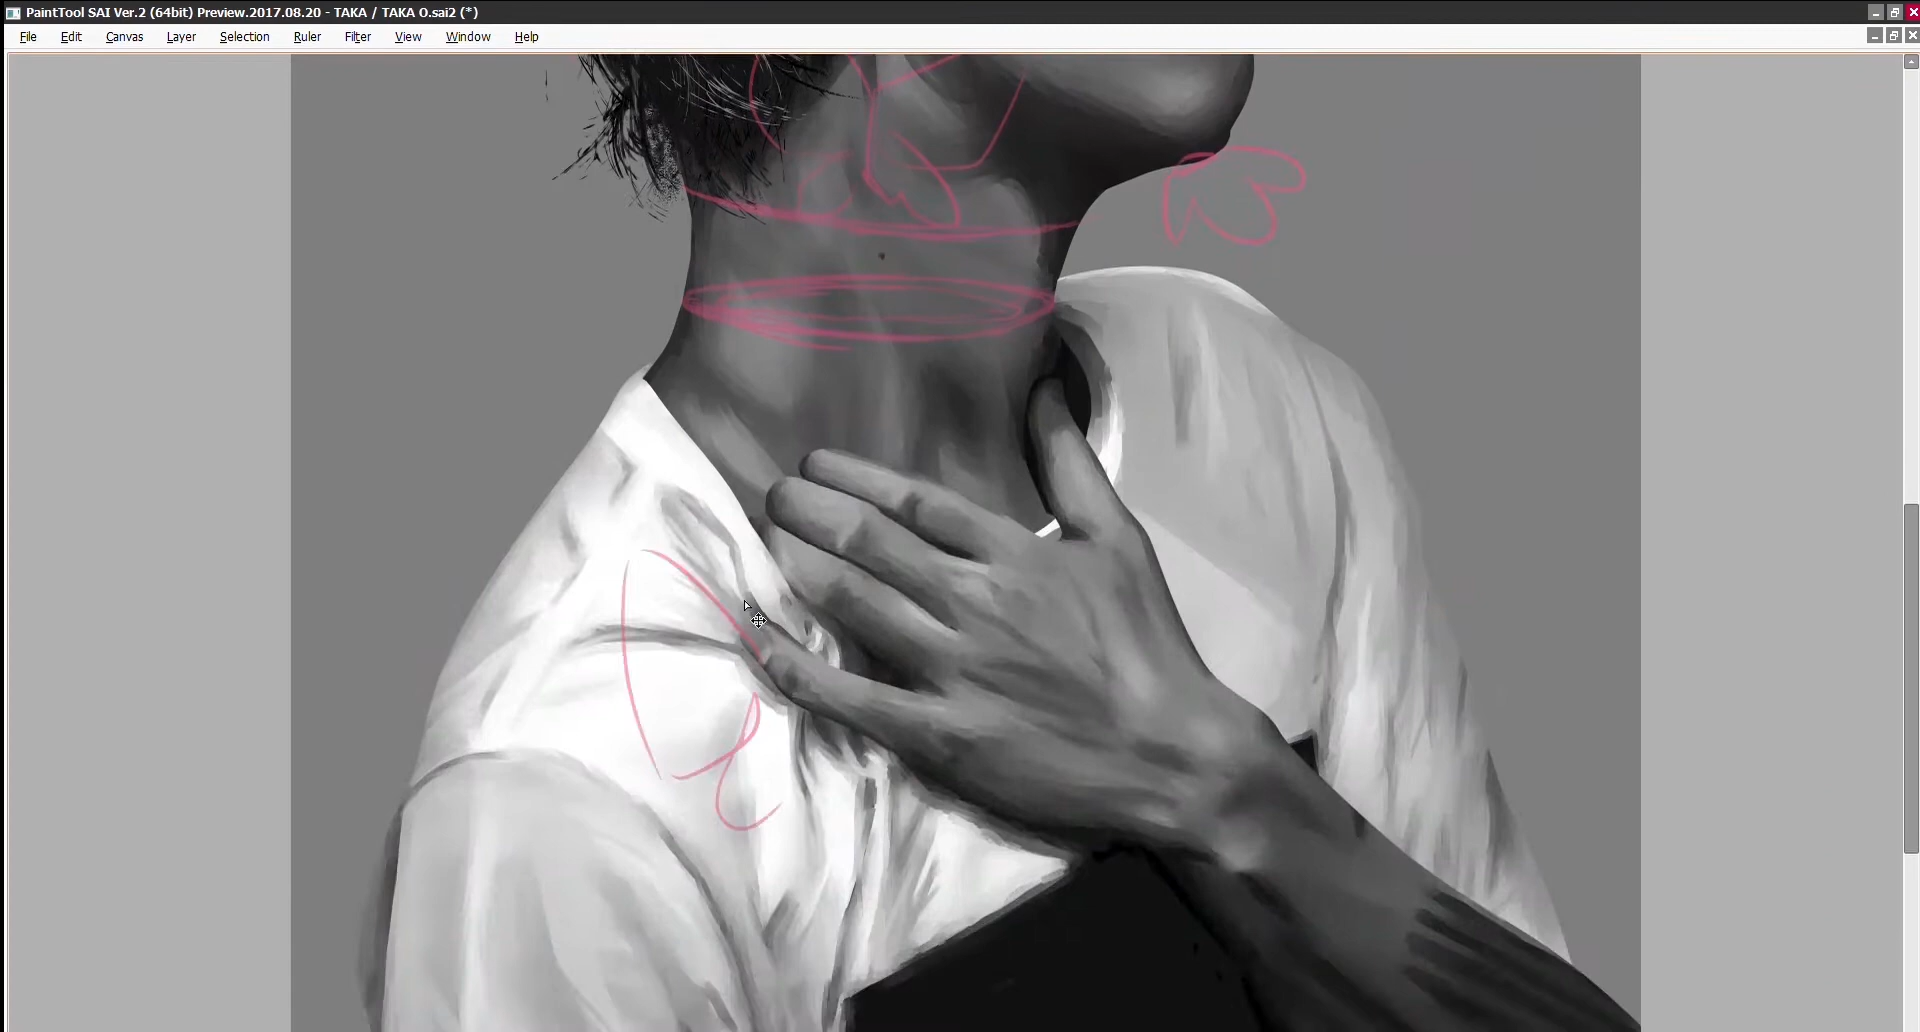 PaintTool SAI Ver.2 (64bit) Preview.2017.08.20 - TAKA / TAKA O.sai2 (*)
File Edit Canvas Layer Selection Ruler Filter View Window Help